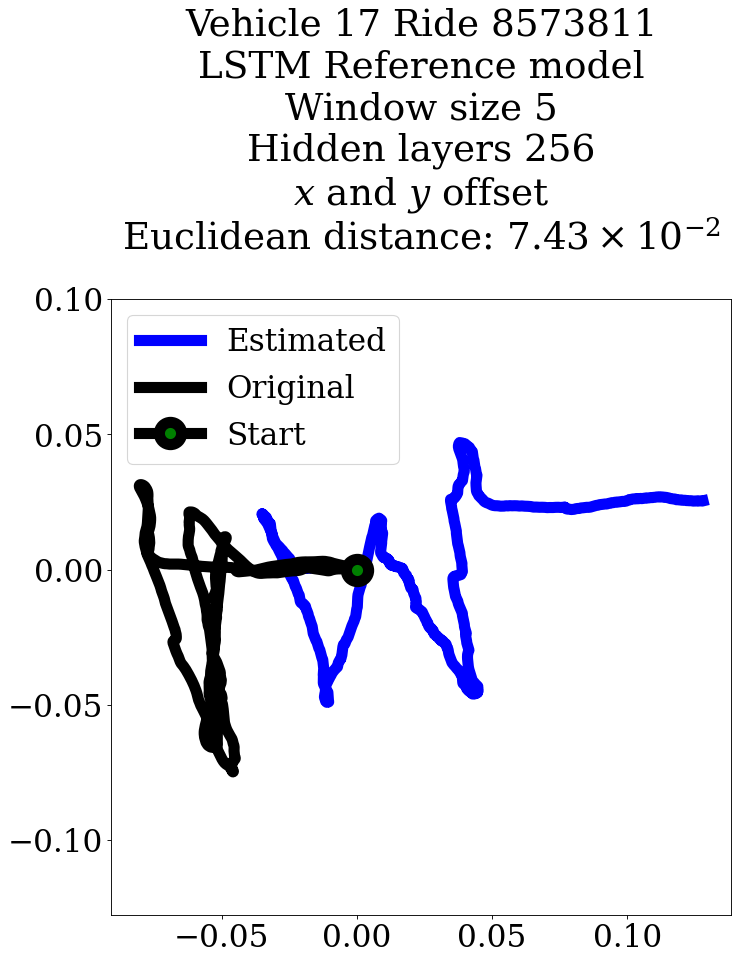 Vehicle 17 Ride 8573811
LSTM Reference model
Window size 5
Hidden layers 256
x and y offset
Euclidean distance: 7.43 × 10⁻²
0.10
0.05
0.00
−0.05
−0.10
Estimated
Original
Start
−0.05
0.00
0.05
0.10